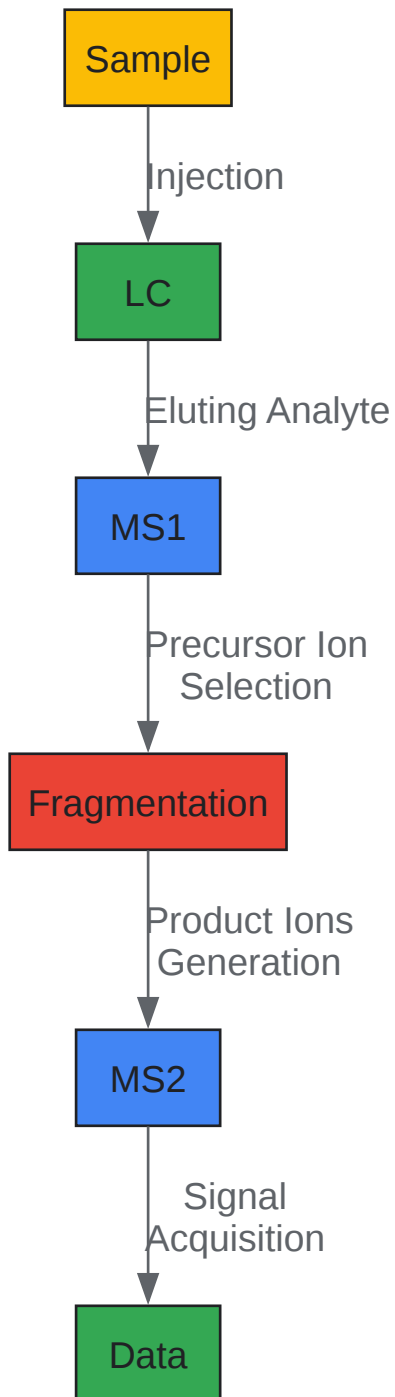 Sample
Injection
LC
Eluting Analyte
MS1
Precursor Ion
Selection
Fragmentation
Product Ions
Generation
MS2
Signal
Acquisition
Data